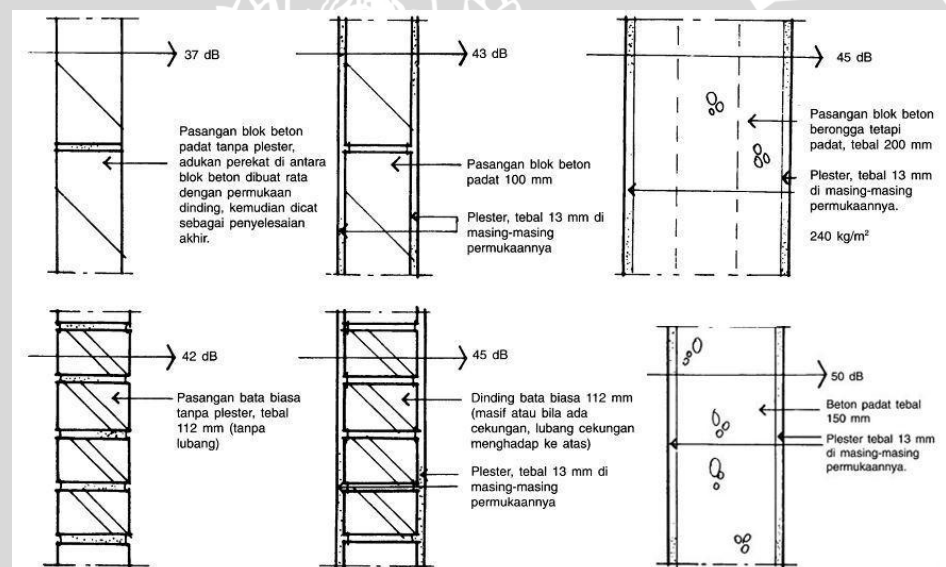 37 dB
Pasangan blok beton
padat tanpa plester,
adukan perekat di antara
blok beton dibuat rata
dengan permukaan
dinding, kemudian dicat
sebagai penyelesaian
akhir.
43 dB
Pasangan blok beton
padat 100 mm
Plester, tebal 13 mm di
masing-masing
permukaannya
45 dB
Pasangan blok beton
berongga tetapi
padat, tebal 200 mm
Plester, tebal 13 mm di
masing-masing
permukaannya.
240 kg/m²
42 dB
Pasangan bata biasa
tanpa plester, tebal
112 mm (tanpa
lubang)
45 dB
Dinding bata biasa 112 mm
(masif atau bila ada
cekungan, lubang cekungan
menghadap ke atas)
Plester, tebal 13 mm di
masing-masing
permukaannya
50 dB
Beton padat tebal
150 mm
Plester tebal 13 mm
di masing-masing
permukaannya.